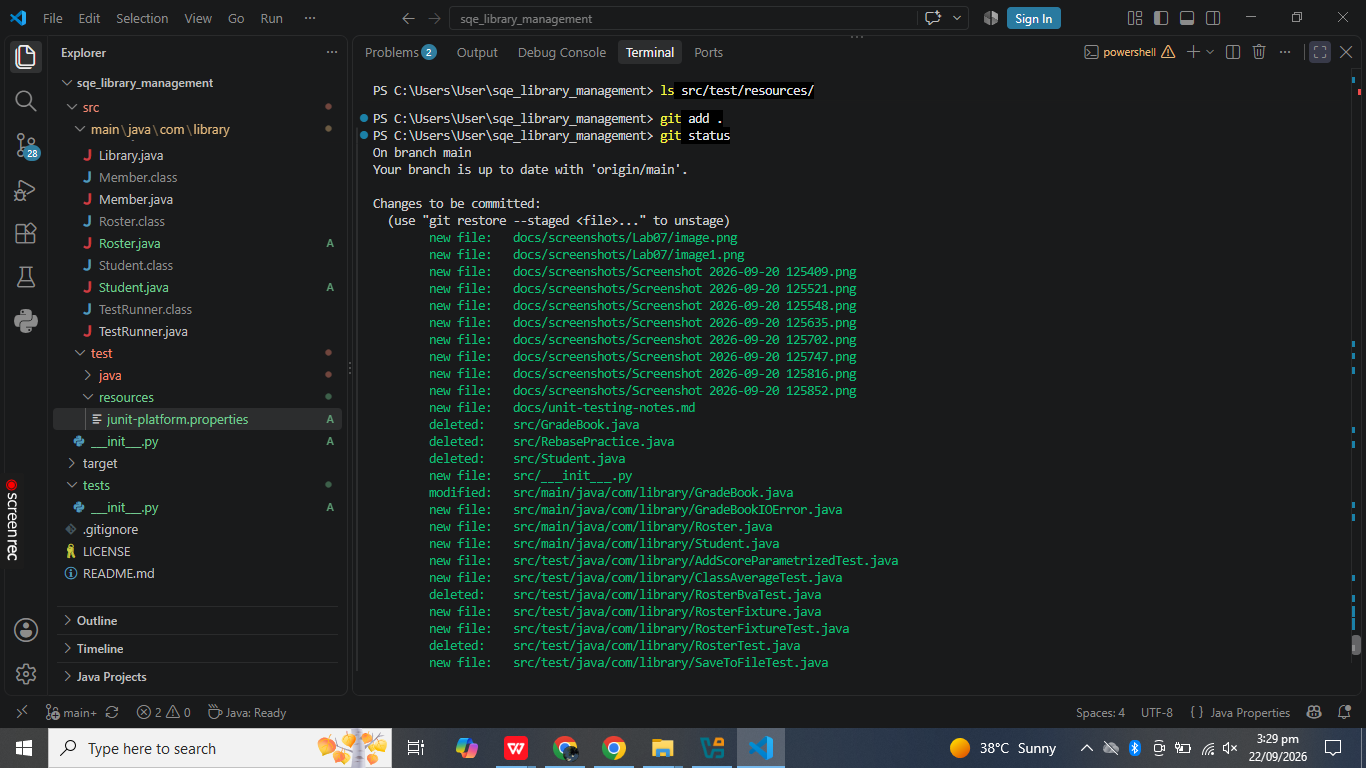 File Edit Selection View Go Run ··· sqe_library_management Sign In
Explorer ···
sqe_library_management
src
main\java\com\library
Library.java
Member.class
Member.java
Roster.class
Roster.java A
Student.class
Student.java A
TestRunner.class
TestRunner.java
test
java
resources
junit-platform.properties A
__init__.py A
target
tests
__init__.py A
.gitignore
LICENSE
README.md
Outline
Timeline
Java Projects
28
screenrec
Problems 2 Output Debug Console Terminal Ports powershell ···
PS C:\Users\User\sqe_library_management> ls src/test/resources/
PS C:\Users\User\sqe_library_management> git add .
PS C:\Users\User\sqe_library_management> git status
On branch main
Your branch is up to date with 'origin/main'.
Changes to be committed:
(use "git restore --staged <file>..." to unstage)
new file: docs/screenshots/Lab07/image.png
new file: docs/screenshots/Lab07/image1.png
new file: docs/screenshots/Screenshot 2026-09-20 125409.png
new file: docs/screenshots/Screenshot 2026-09-20 125521.png
new file: docs/screenshots/Screenshot 2026-09-20 125548.png
new file: docs/screenshots/Screenshot 2026-09-20 125635.png
new file: docs/screenshots/Screenshot 2026-09-20 125702.png
new file: docs/screenshots/Screenshot 2026-09-20 125747.png
new file: docs/screenshots/Screenshot 2026-09-20 125816.png
new file: docs/screenshots/Screenshot 2026-09-20 125852.png
new file: docs/unit-testing-notes.md
deleted: src/GradeBook.java
deleted: src/RebasePractice.java
deleted: src/Student.java
new file: src/___init___.py
modified: src/main/java/com/library/GradeBook.java
new file: src/main/java/com/library/GradeBookIOError.java
new file: src/main/java/com/library/Roster.java
new file: src/main/java/com/library/Student.java
new file: src/test/java/com/library/AddScoreParametrizedTest.java
new file: src/test/java/com/library/ClassAverageTest.java
deleted: src/test/java/com/library/RosterBvaTest.java
new file: src/test/java/com/library/RosterFixture.java
new file: src/test/java/com/library/RosterFixtureTest.java
deleted: src/test/java/com/library/RosterTest.java
new file: src/test/java/com/library/SaveToFileTest.java
main+ 2 0 Java: Ready Spaces: 4 UTF-8 { } Java Properties
Type here to search 38°C Sunny 3:29 pm
22/09/2026